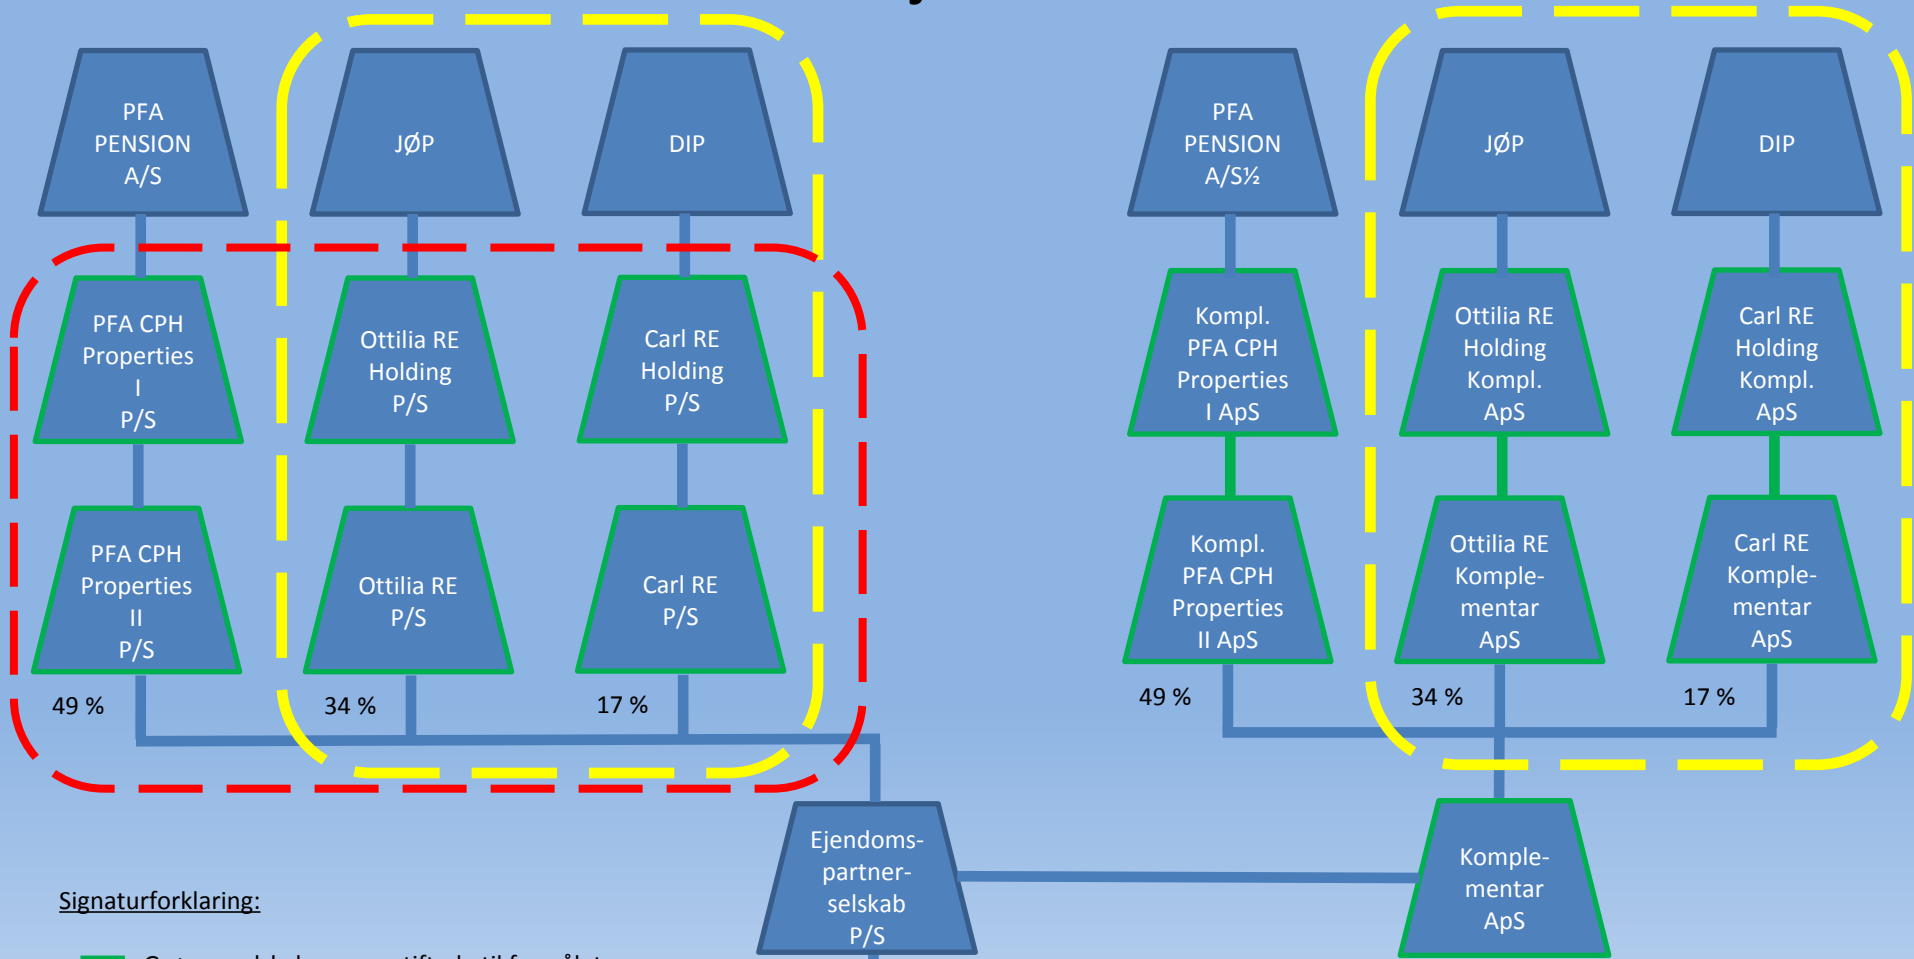 PFA
PENSION
A/S
JØP
DIP
PFA
PENSION
A/S½
JØP
DIP
PFA CPH
Properties
I
P/S
Ottilia RE
Holding
P/S
Carl RE
Holding
P/S
Kompl.
PFA CPH
Properties
I ApS
Ottilia RE
Holding
Kompl.
ApS
Carl RE
Holding
Kompl.
ApS
PFA CPH
Properties
II
P/S
Ottilia RE
P/S
Carl RE
P/S
Kompl.
PFA CPH
Properties
II ApS
Ottilia RE
Komple-
mentar
ApS
Carl RE
Komple-
mentar
ApS
49 %
34 %
17 %
49 %
34 %
17 %
Ejendoms-
partner-
selskab
P/S
Komple-
mentar
ApS
Signaturforklaring: